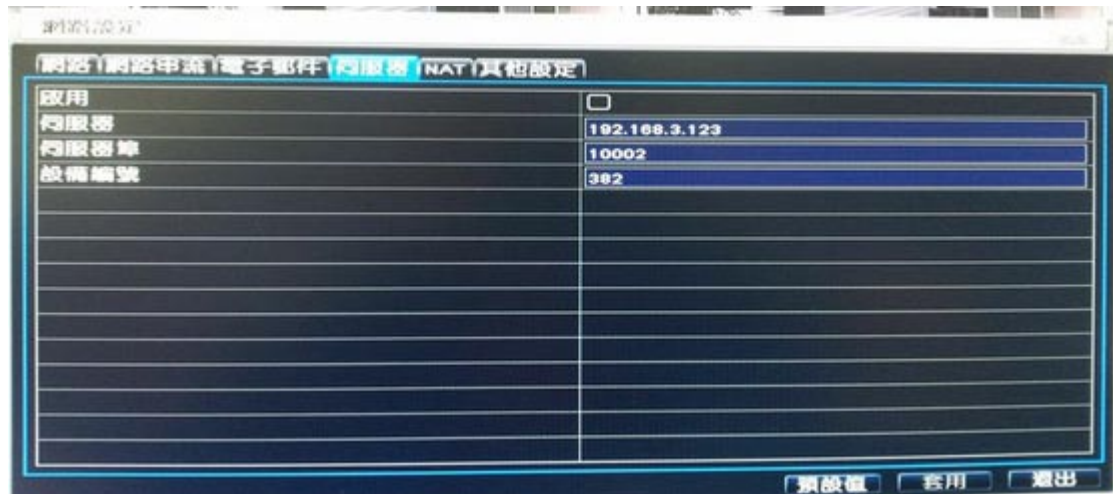 網路設定
網路 網路串流 電子郵件 伺服器 NAT 其他設定
啟用
伺服器 192.168.3.123
伺服器埠 10002
設備編號 382
預設值 套用 退出